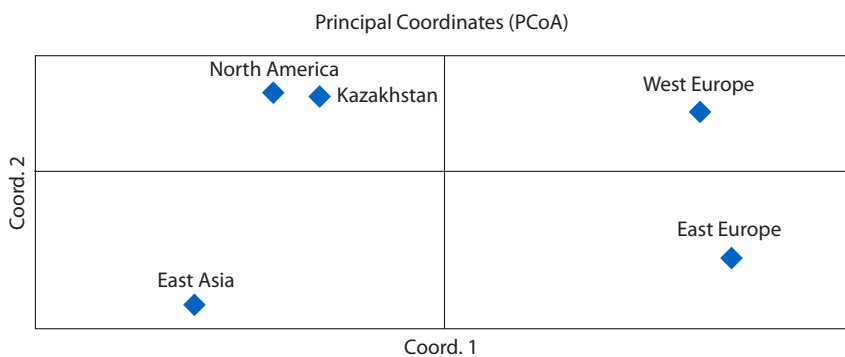 Principal Coordinates (PCoA)
North America
Kazakhstan
West Europe
Coord. 2
East Europe
East Asia
Coord. 1